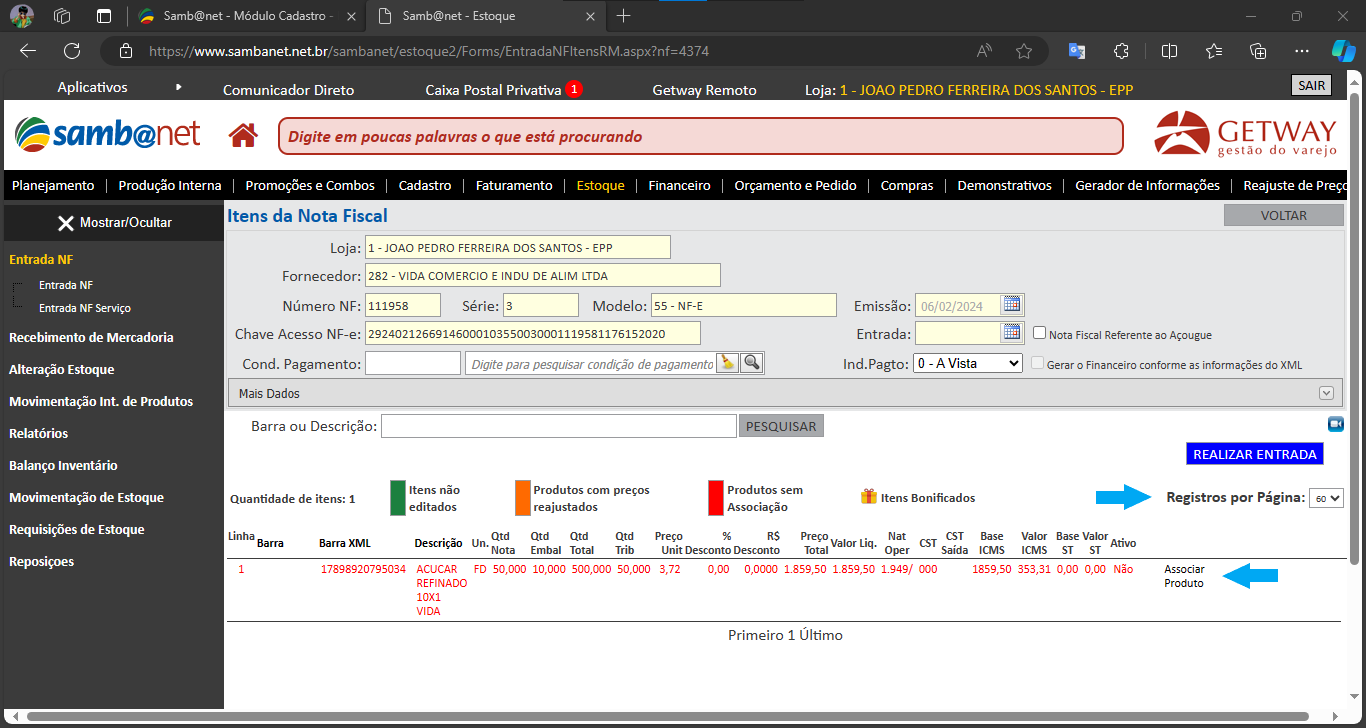 Samb@net - Módulo Cadastro -
Samb@net - Estoque
https://www.sambanet.net.br/sambanet/estoque2/Forms/EntradaNFItensRM.aspx?nf=4374
Aplicativos
Comunicador Direto
Caixa Postal Privativa 1
Getway Remoto
Loja: 1 - JOAO PEDRO FERREIRA DOS SANTOS - EPP
SAIR
samb@net
Digite em poucas palavras o que está procurando
GETWAY
gestão do varejo
Planejamento | Produção Interna | Promoções e Combos | Cadastro | Faturamento | Estoque | Financeiro | Orçamento e Pedido | Compras | Demonstrativos | Gerador de Informações | Reajuste de Preço
Mostrar/Ocultar
Entrada NF
Entrada NF
Entrada NF Serviço
Recebimento de Mercadoria
Alteração Estoque
Movimentação Int. de Produtos
Relatórios
Balanço Inventário
Movimentação de Estoque
Requisições de Estoque
Reposiçoes
Itens da Nota Fiscal
VOLTAR
Loja: 1 - JOAO PEDRO FERREIRA DOS SANTOS - EPP
Fornecedor: 282 - VIDA COMERCIO E INDU DE ALIM LTDA
Número NF: 111958 Série: 3 Modelo: 55 - NF-E Emissão: 06/02/2024
Chave Acesso NF-e: 29240212669146000103550030001119581176152020 Entrada: Nota Fiscal Referente ao Açougue
Cond. Pagamento: Digite para pesquisar condição de pagamento Ind.Pagto: 0 - A Vista Gerar o Financeiro conforme as informações do XML
Mais Dados
Barra ou Descrição: PESQUISAR
REALIZAR ENTRADA
Quantidade de itens: 1
Itens não
editados
Produtos com preços
reajustados
Produtos sem
Associação
Itens Bonificados
Registros por Página: 60
Linha Barra Barra XML Descrição Un. Qtd Nota Qtd Embal Qtd Total Qtd Trib Preço Unit % Desconto R$ Desconto Preço Total Valor Liq. Nat Oper CST CST Saída Base ICMS Valor ICMS Base ST Valor ST Ativo
1 17898920795034 ACUCAR FD 50,000 10,000 500,000 50,000 3,72 0,00 0,0000 1.859,50 1.859,50 1.949/ 000 1859,50 353,31 0,00 0,00 Não Associar
REFINADO Produto
10X1
VIDA
Primeiro 1 Último